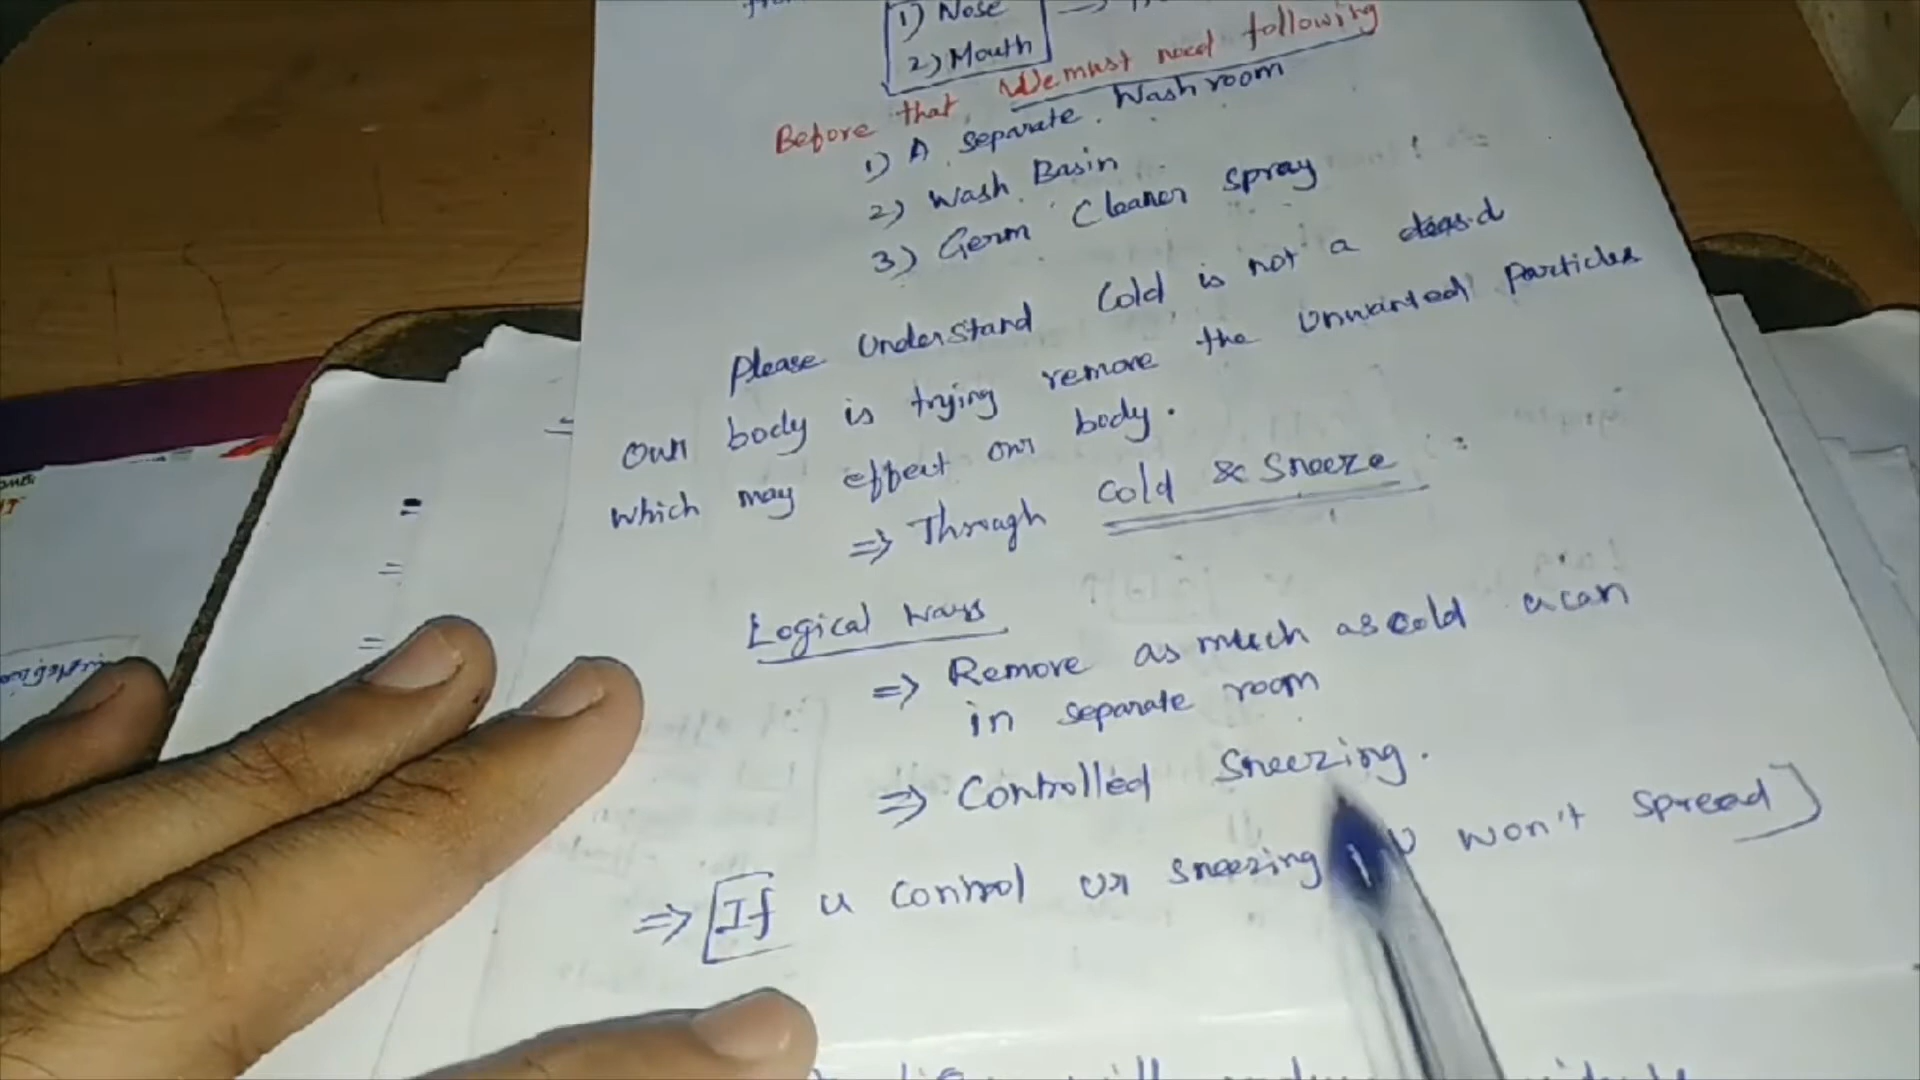 1) Nose
2) Mouth
Before that, We must need following
1) A separate Washroom
2) Wash Basin
3) Germ Cleaner spray
Please Understand Cold is not a
Our body is trying remove the Unwanted Particles
which may effect our body.
=> Through Cold & Sneeze
Logical Ways
=> Remove as much as cold u can
in separate room
=> Controlled Sneezing.
=> [If u control ur sneezing, U won't spread]